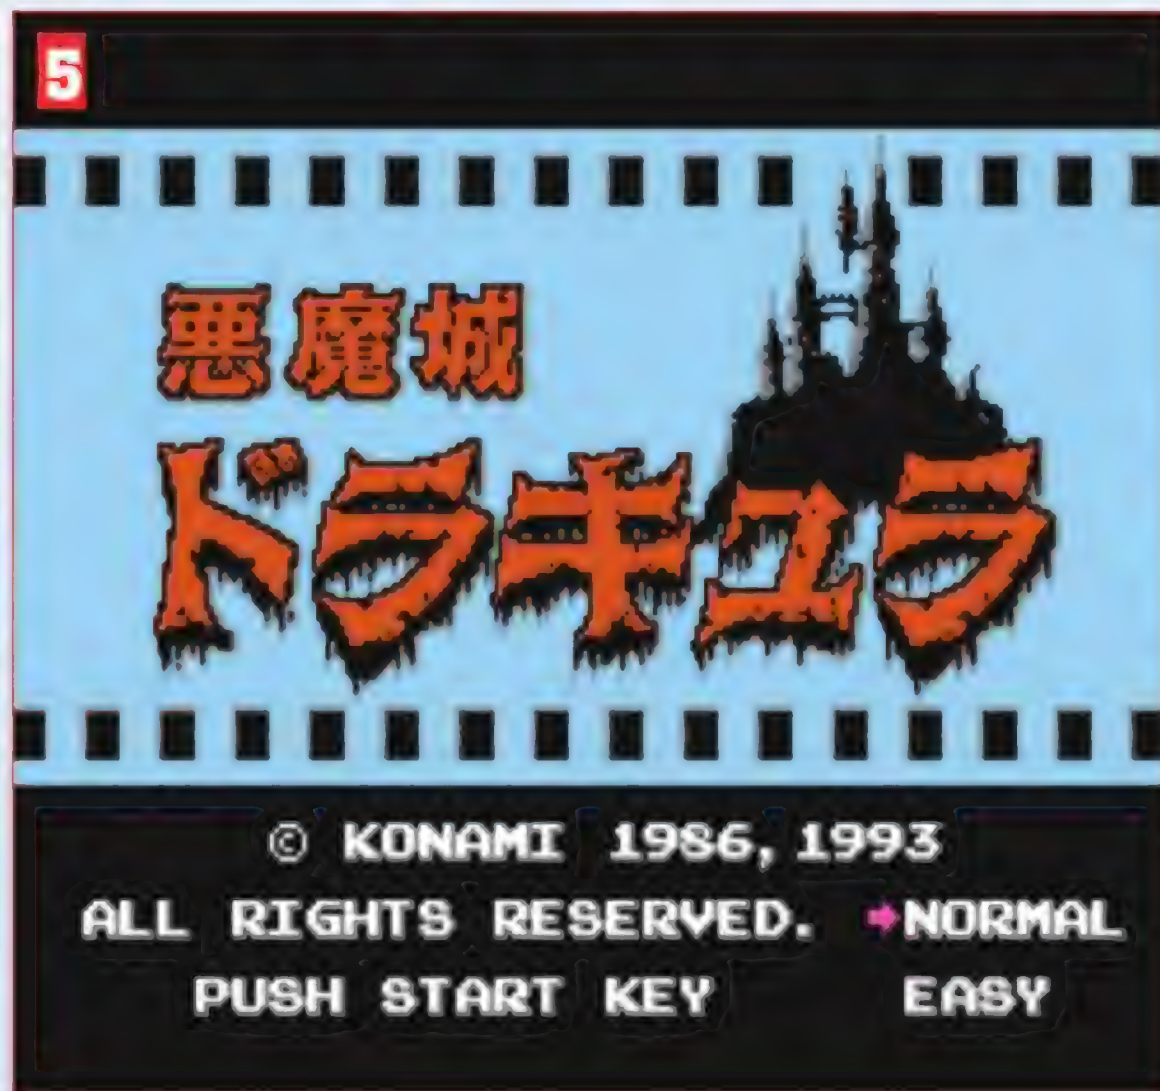 5
悪魔城
ドラキュラ
© KONAMI 1986, 1993
ALL RIGHTS RESERVED. ➡NORMAL
PUSH START KEY EASY